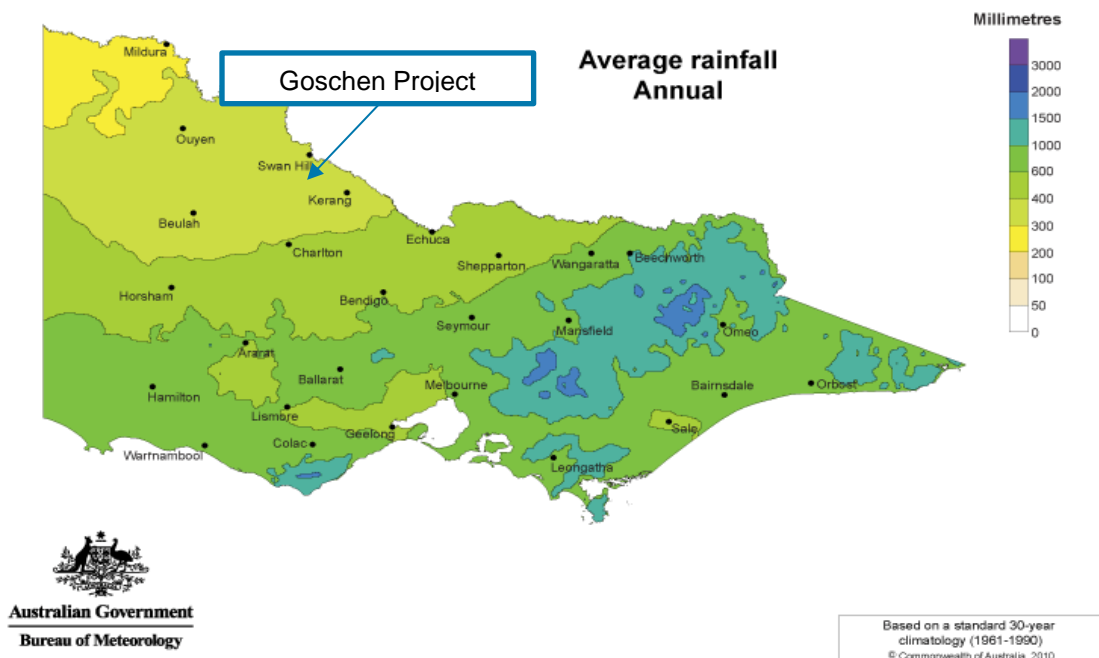 Millimetres
Average rainfall
Annual
Goschen Project
3000
2000
1500
1000
600
400
300
200
100
50
0
Mildura
Ouyen
Swan Hill
Kerang
Beulah
Echuca
Charlton
Shepparton
Wangaratta
Beechworth
Horsham
Bendigo
Seymour
Mansfield
Omeo
Ararat
Ballarat
Melbourne
Bairnsdale
Orbost
Hamilton
Lismore
Geelong
Sale
Warrnambool
Colac
Leongatha
Australian Government
Bureau of Meteorology
Based on a standard 30-year
climatology (1961-1990)
© Commonwealth of Australia, 2010